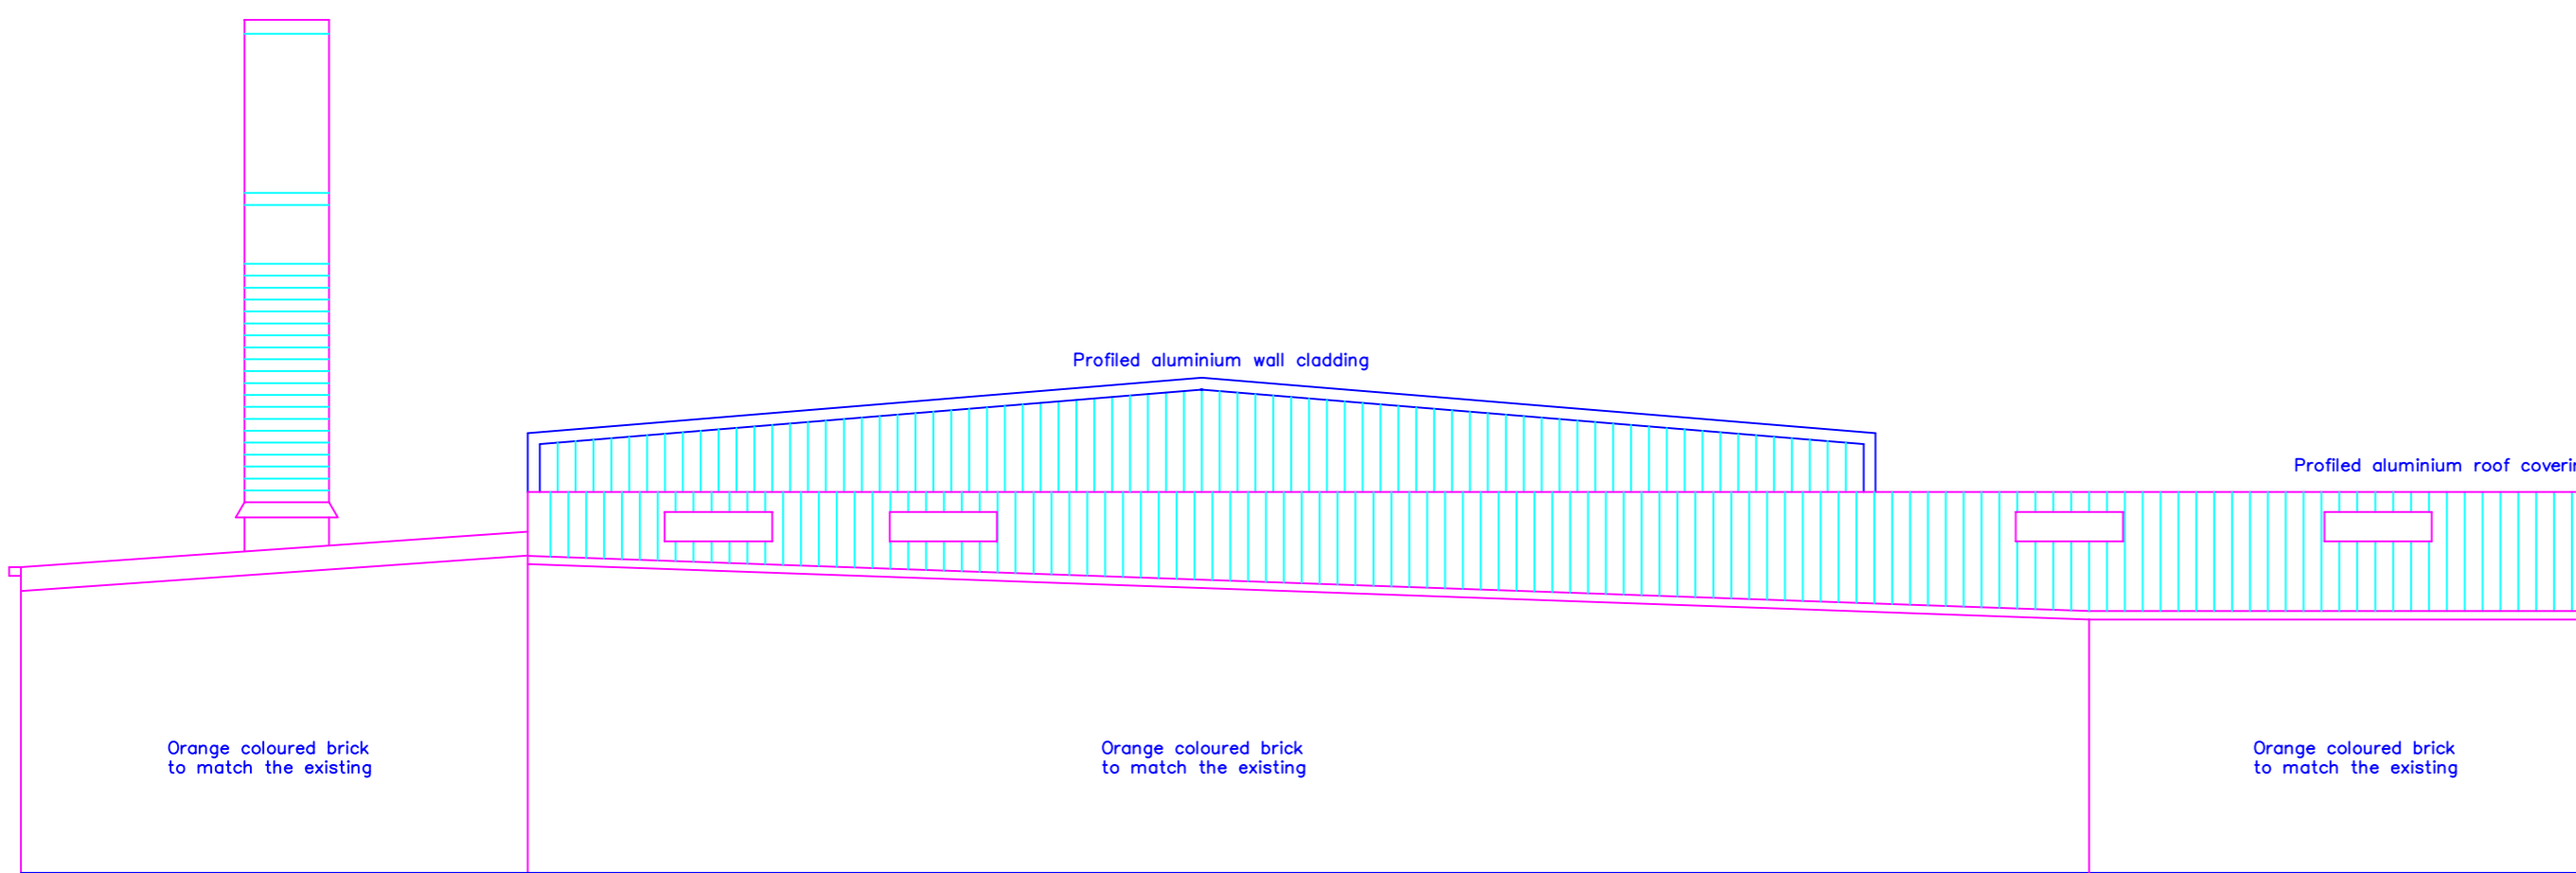 Profiled aluminium wall cladding
Profiled aluminium roof
Orange coloured brick
to match the existing
Orange coloured brick
to match the existing
Orange coloured brick
to match the existing